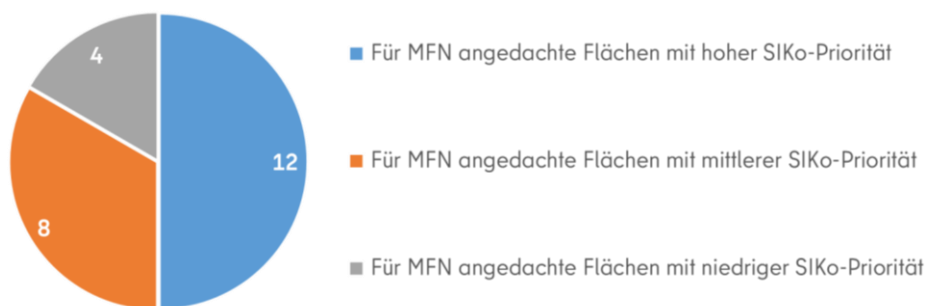 4
Für MFN angedachte Flächen mit hoher SIKo-Priorität
12
Für MFN angedachte Flächen mit mittlerer SIKo-Priorität
8
Für MFN angedachte Flächen mit niedriger SIKo-Priorität